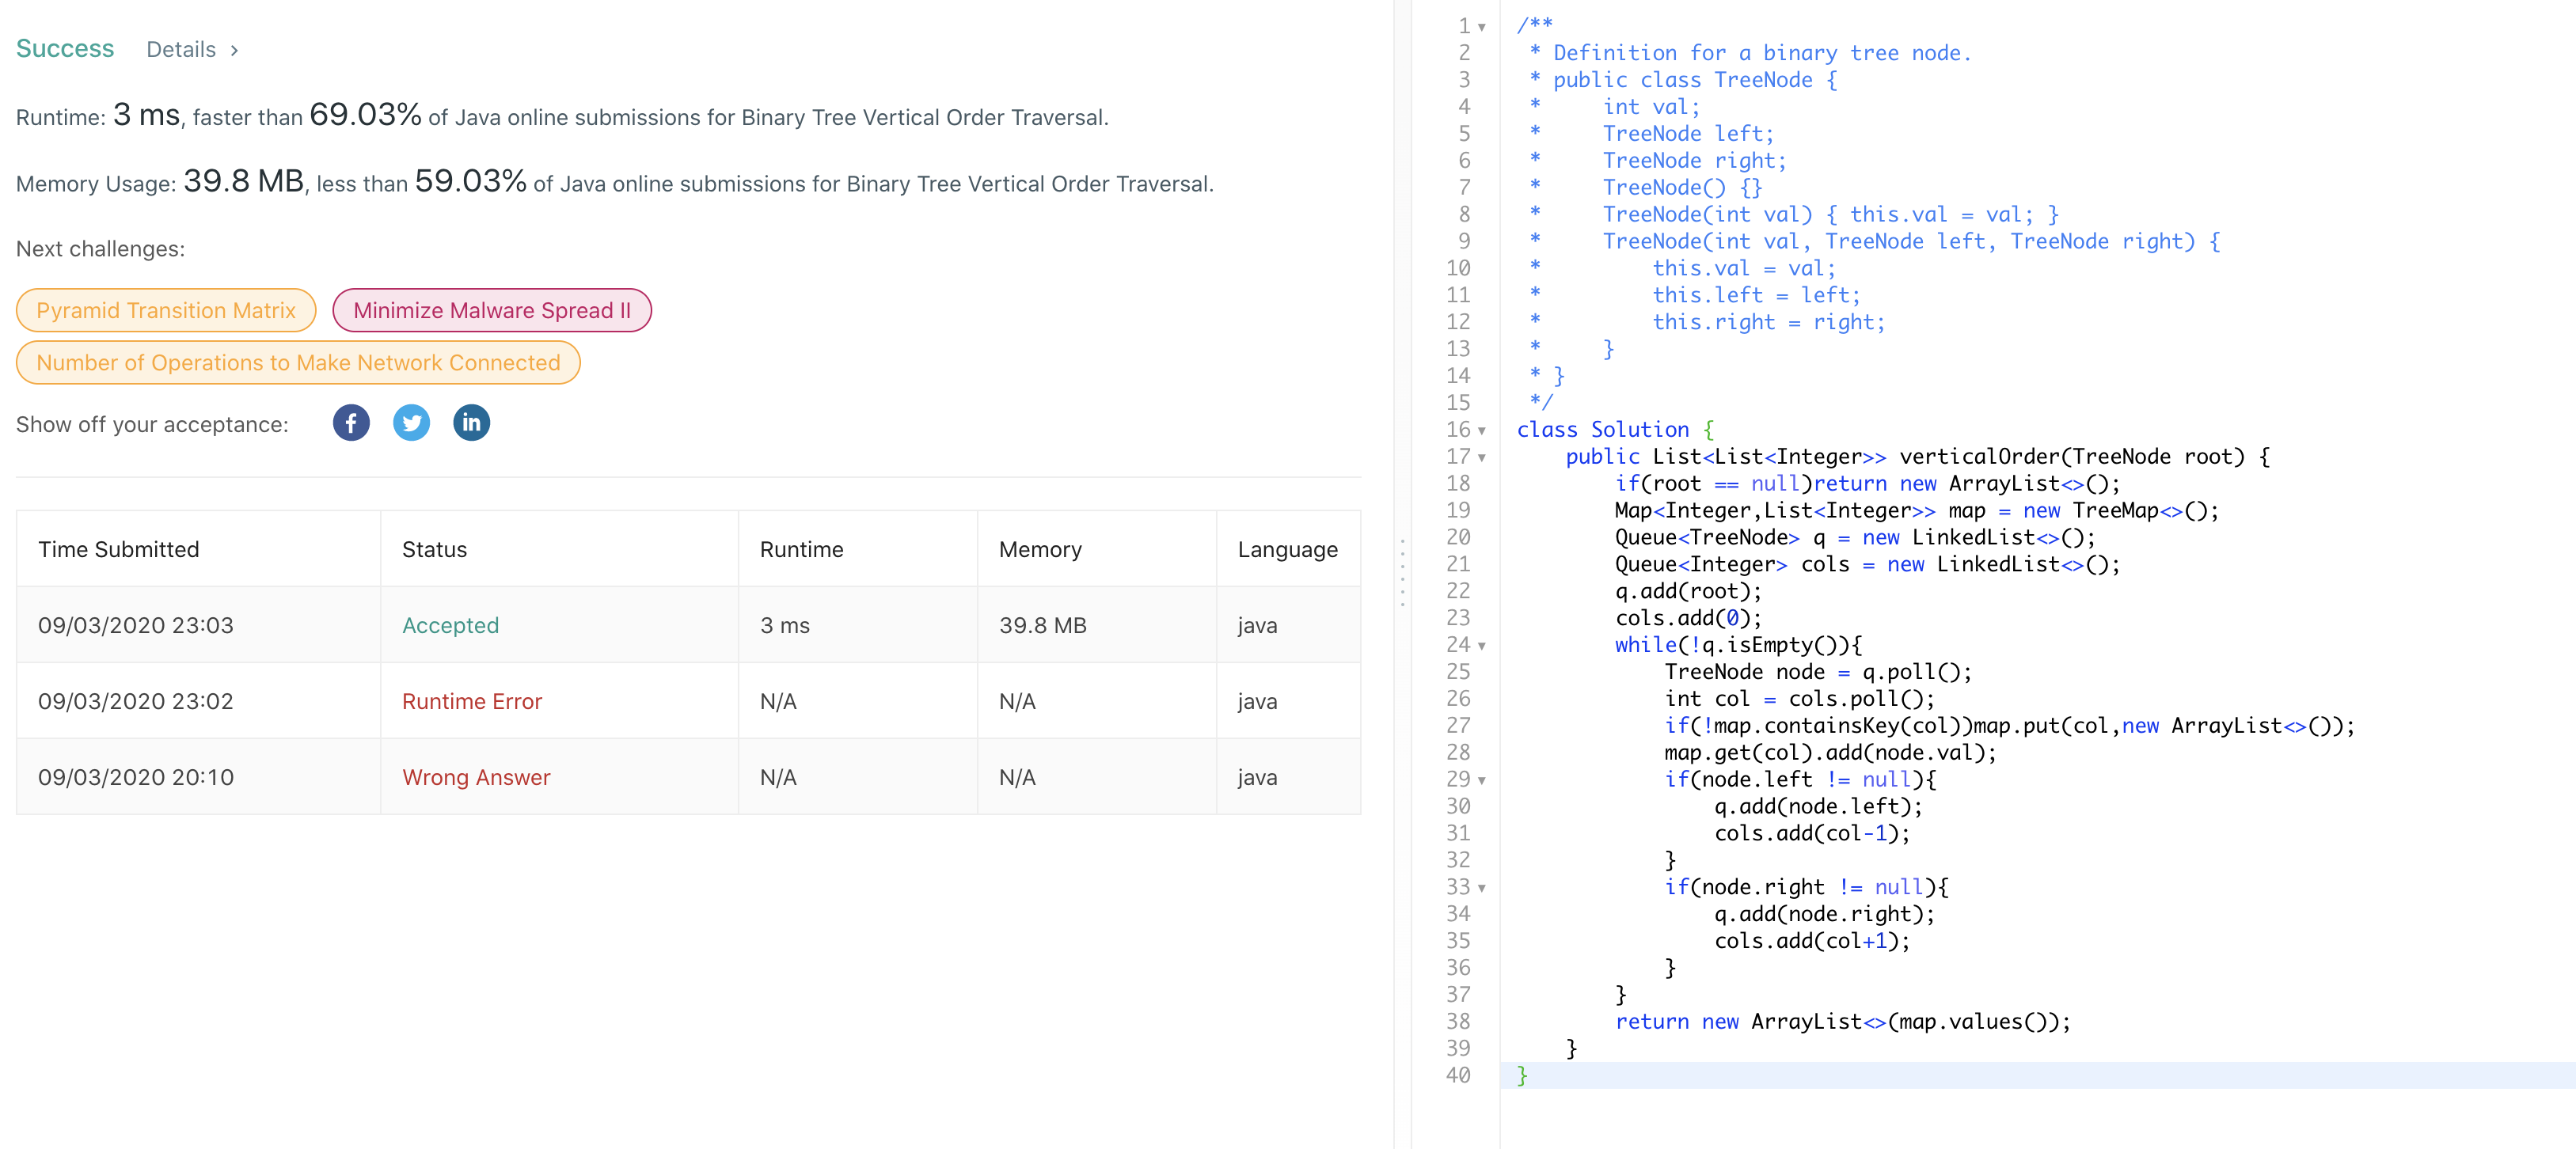 Success Details >
Runtime: 3 ms, faster than 69.03% of Java online submissions for Binary Tree Vertical Order Traversal.
Memory Usage: 39.8 MB, less than 59.03% of Java online submissions for Binary Tree Vertical Order Traversal.
Next challenges:
Pyramid Transition Matrix Minimize Malware Spread II
Number of Operations to Make Network Connected
Show off your acceptance: f in
Time Submitted Status Runtime Memory Language
09/03/2020 23:03 Accepted 3 ms 39.8 MB java
09/03/2020 23:02 Runtime Error N/A N/A java
09/03/2020 20:10 Wrong Answer N/A N/A java
1 /**
2  * Definition for a binary tree node.
3  * public class TreeNode {
4  *     int val;
5  *     TreeNode left;
6  *     TreeNode right;
7  *     TreeNode() {}
8  *     TreeNode(int val) { this.val = val; }
9  *     TreeNode(int val, TreeNode left, TreeNode right) {
10  *         this.val = val;
11  *         this.left = left;
12  *         this.right = right;
13  *     }
14  * }
15  */
16 class Solution {
17     public List<List<Integer>> verticalOrder(TreeNode root) {
18         if(root == null)return new ArrayList<>();
19         Map<Integer,List<Integer>> map = new TreeMap<>();
20         Queue<TreeNode> q = new LinkedList<>();
21         Queue<Integer> cols = new LinkedList<>();
22         q.add(root);
23         cols.add(0);
24         while(!q.isEmpty()){
25             TreeNode node = q.poll();
26             int col = cols.poll();
27             if(!map.containsKey(col))map.put(col,new ArrayList<>());
28             map.get(col).add(node.val);
29             if(node.left != null){
30                 q.add(node.left);
31                 cols.add(col-1);
32             }
33             if(node.right != null){
34                 q.add(node.right);
35                 cols.add(col+1);
36             }
37         }
38         return new ArrayList<>(map.values());
39     }
40 }